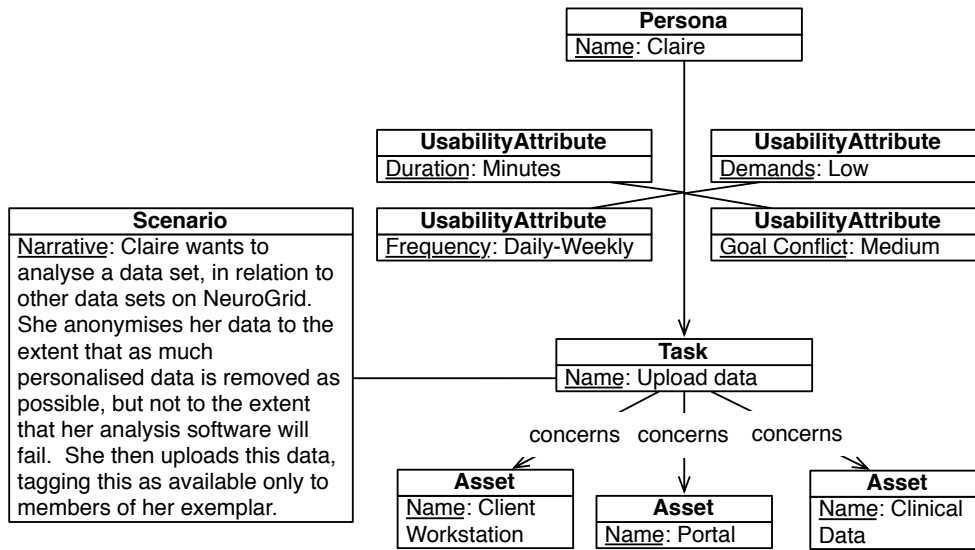 Persona
Name: Claire
UsabilityAttribute
Duration: Minutes
UsabilityAttribute
Demands: Low
UsabilityAttribute
Frequency: Daily-Weekly
UsabilityAttribute
Goal Conflict: Medium
Scenario
Narrative: Claire wants to
analyse a data set, in relation to
other data sets on NeuroGrid.
She anonymises her data to the
extent that as much
personalised data is removed as
possible, but not to the extent
that her analysis software will
fail.  She then uploads this data,
tagging this as available only to
members of her exemplar.
Task
Name: Upload data
concerns
concerns
concerns
Asset
Name: Client
Workstation
Asset
Name: Portal
Asset
Name: Clinical
Data